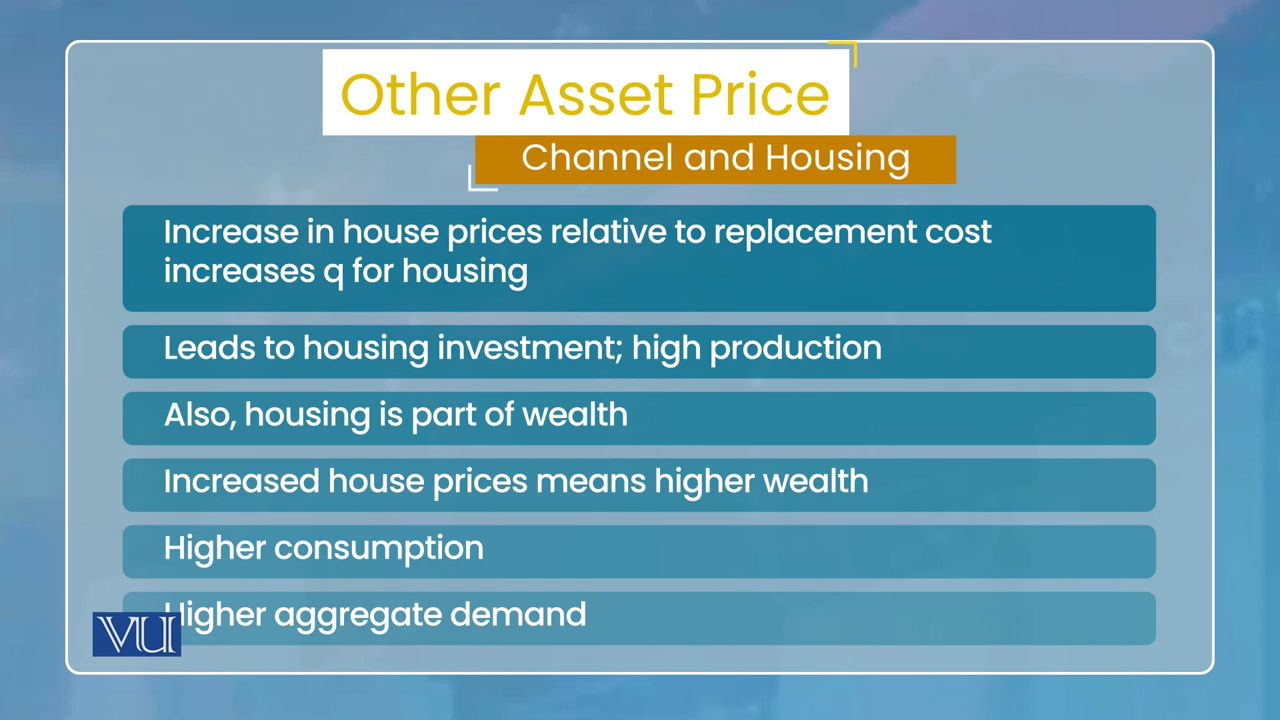 Other Asset Price
Channel and Housing
Increase in house prices relative to replacement cost
increases q for housing
Leads to housing investment; high production
Also, housing is part of wealth
Increased house prices means higher wealth
Higher consumption
Higher aggregate demand
VU